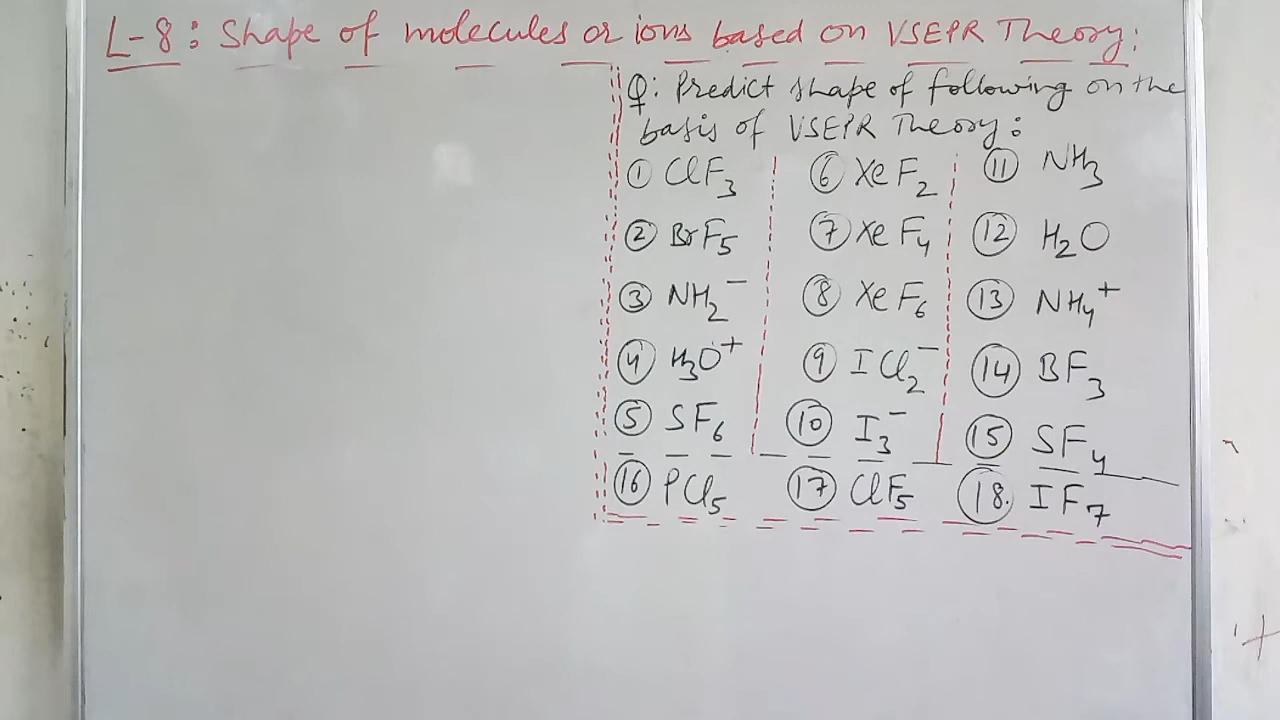 L-8: Shape of molecules or ions based on VSEPR Theory:
Q: Predict shape of following on the
basis of VSEPR Theory:
① ClF₃ ⑥ XeF₂ ⑪ NH₃
② BrF₅ ⑦ XeF₄ ⑫ H₂O
③ NH₂⁻ ⑧ XeF₆ ⑬ NH₄⁺
④ H₃O⁺ ⑨ ICl₂⁻ ⑭ BF₃
⑤ SF₆ ⑩ I₃⁻ ⑮ SF₄
⑯ PCl₅ ⑰ ClF₅ ⑱. IF₇